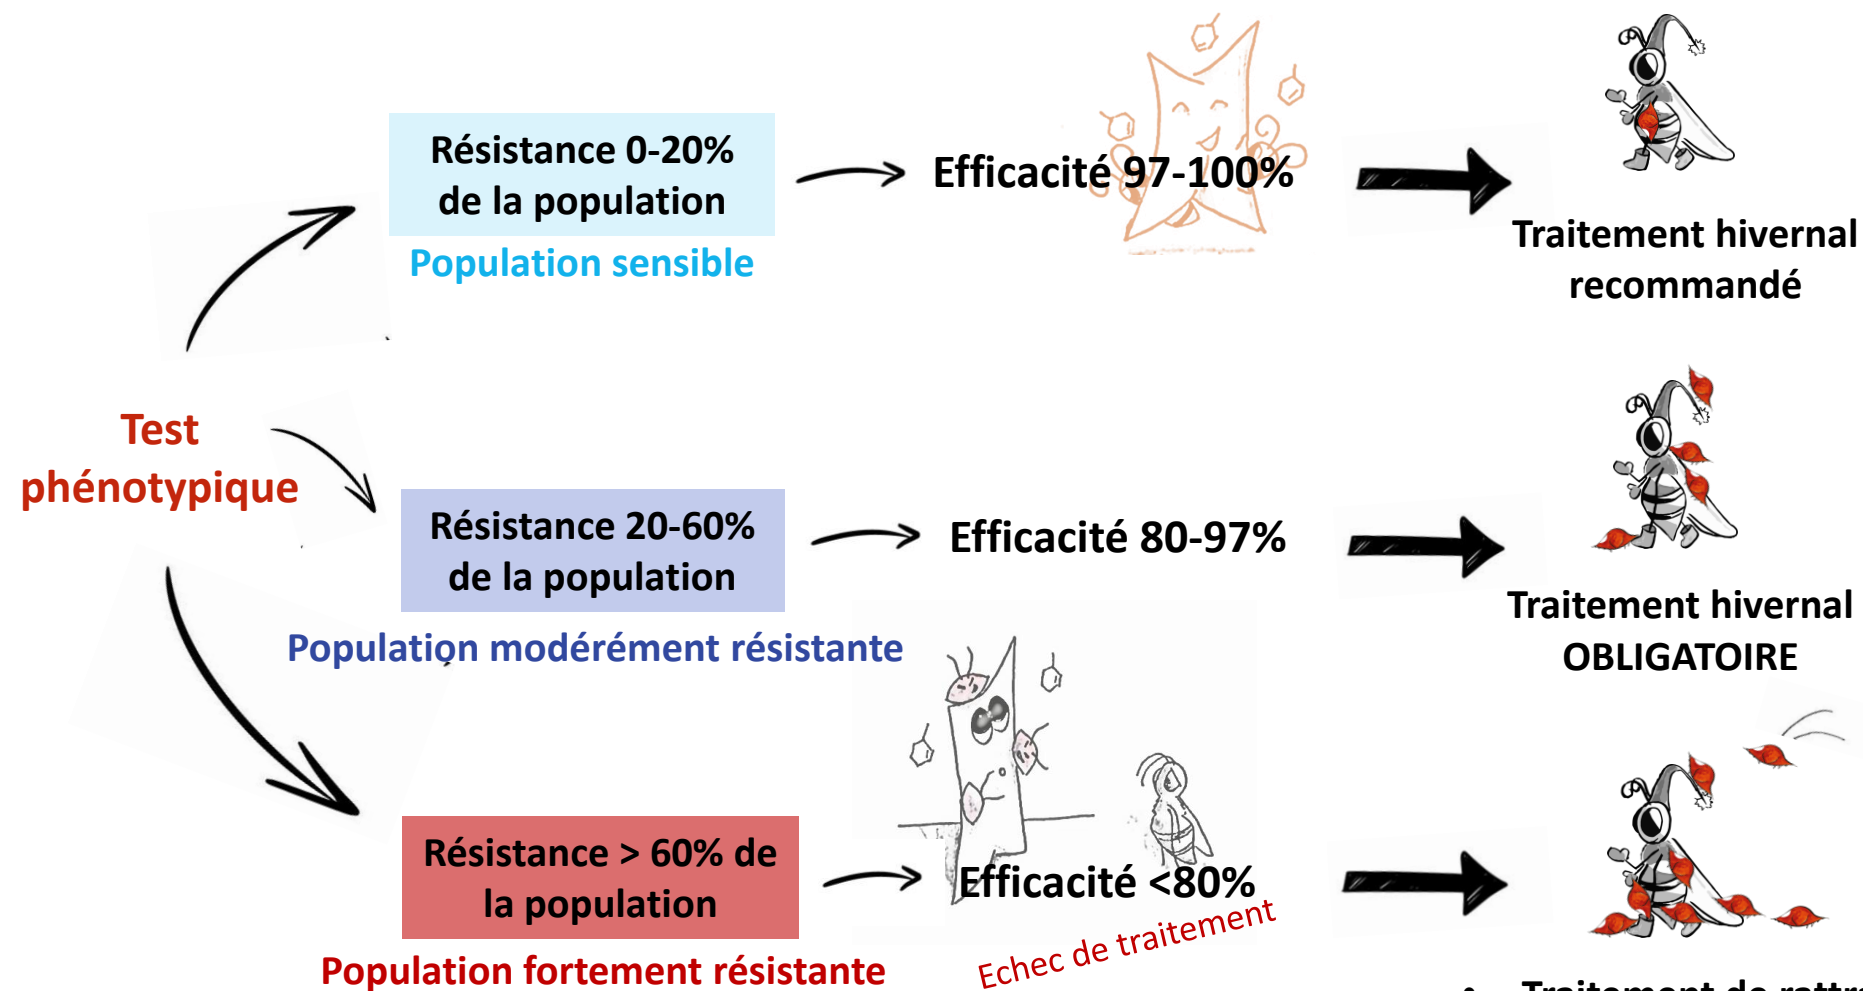 Résistance 0-20%
de la population
Population sensible
Efficacité 97-100%
Traitement hivernal
recommandé
Test
phénotypique
Résistance 20-60%
de la population
Population modérément résistante
Efficacité 80-97%
Traitement hivernal
OBLIGATOIRE
Résistance > 60% de
la population
Population fortement résistante
Efficacité <80%
Echec de traitement
• Traitement de